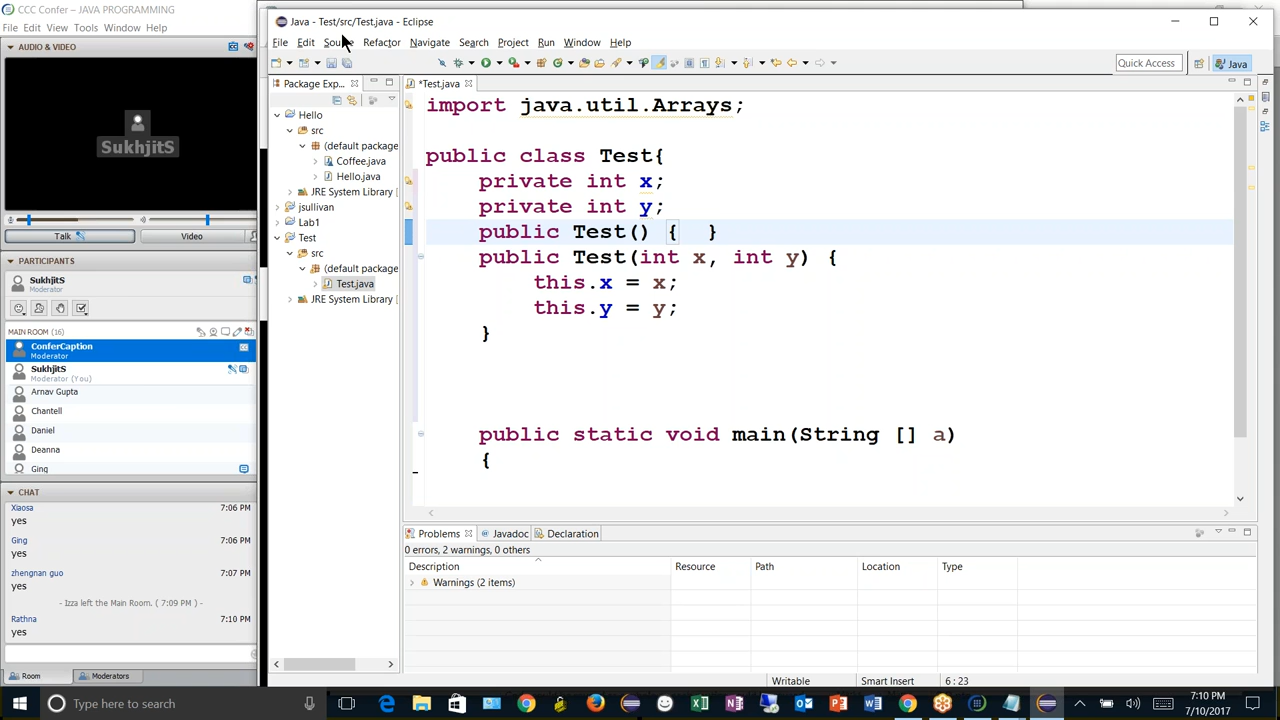 CCC Confer – JAVA PROGRAMMING
File Edit View Tools Window Help
AUDIO & VIDEO
SukhjitS
Talk
Video
PARTICIPANTS
SukhjitS
Moderator
MAIN ROOM (16)
ConferCaption
Moderator
SukhjitS
Moderator (You)
Arnav Gupta
Chantell
Daniel
Deanna
Ging
CHAT
Xiaosa 7:06 PM
yes
Ging 7:06 PM
yes
zhengnan guo 7:07 PM
yes
- Izza left the Main Room. ( 7:09 PM ) -
Rathna 7:10 PM
yes
Room
Moderators
Java - Test/src/Test.java - Eclipse
File Edit Source Refactor Navigate Search Project Run Window Help
Quick Access
Java
Package Exp...
Hello
src
(default package
Coffee.java
Hello.java
JRE System Library [
jsullivan
Lab1
Test
src
(default package
Test.java
JRE System Library [
*Test.java
import java.util.Arrays;
public class Test{
private int x;
private int y;
public Test() { }
public Test(int x, int y) {
this.x = x;
this.y = y;
}
public static void main(String [] a)
{
Problems
@ Javadoc
Declaration
0 errors, 2 warnings, 0 others
Description Resource Path Location Type
Warnings (2 items)
Writable Smart Insert 6 : 23
Type here to search
7:10 PM
7/10/2017